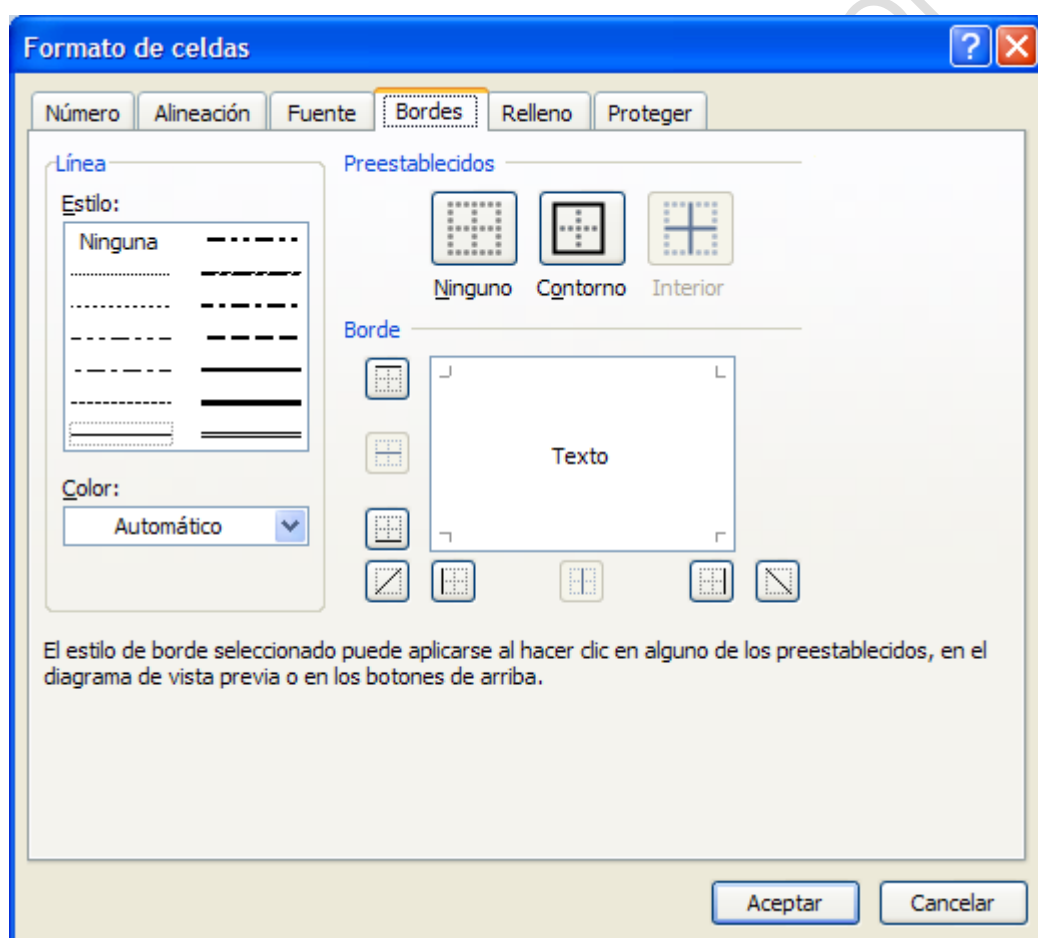 Formato de celdas
Número Alineación Fuente Bordes Relleno Proteger
Línea
Estilo:
Ninguna
Color:
Automático
Preestablecidos
Ninguno Contorno Interior
Borde
Texto
El estilo de borde seleccionado puede aplicarse al hacer clic en alguno de los preestablecidos, en el
diagrama de vista previa o en los botones de arriba.
Aceptar Cancelar